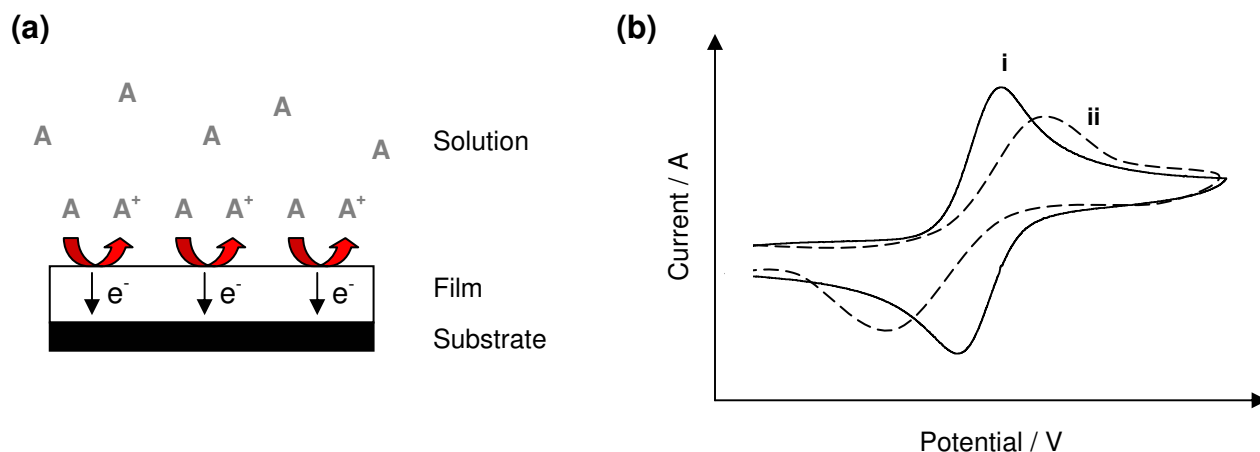 (a)
A A A A A
Solution
A A⁺ A A⁺ A A⁺
e⁻ e⁻ e⁻
Film
Substrate
(b)
i
ii
Current / A
Potential / V